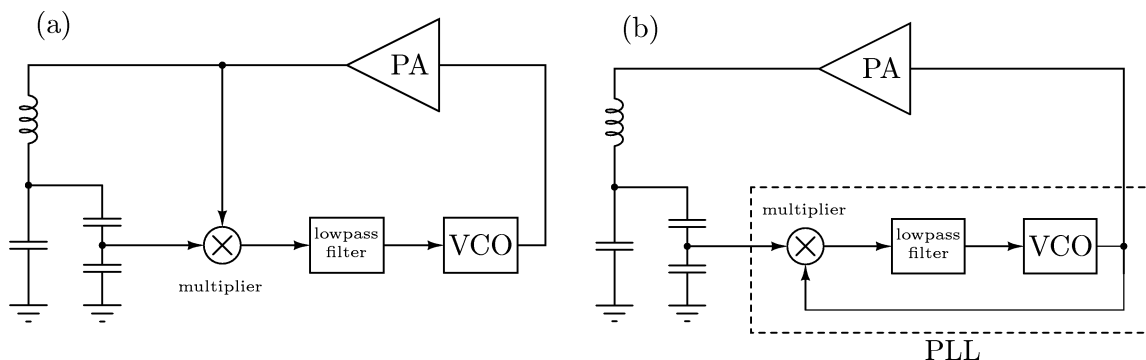 (a)
PA
lowpass
filter
VCO
multiplier
(b)
PA
multiplier
lowpass
filter
VCO
PLL